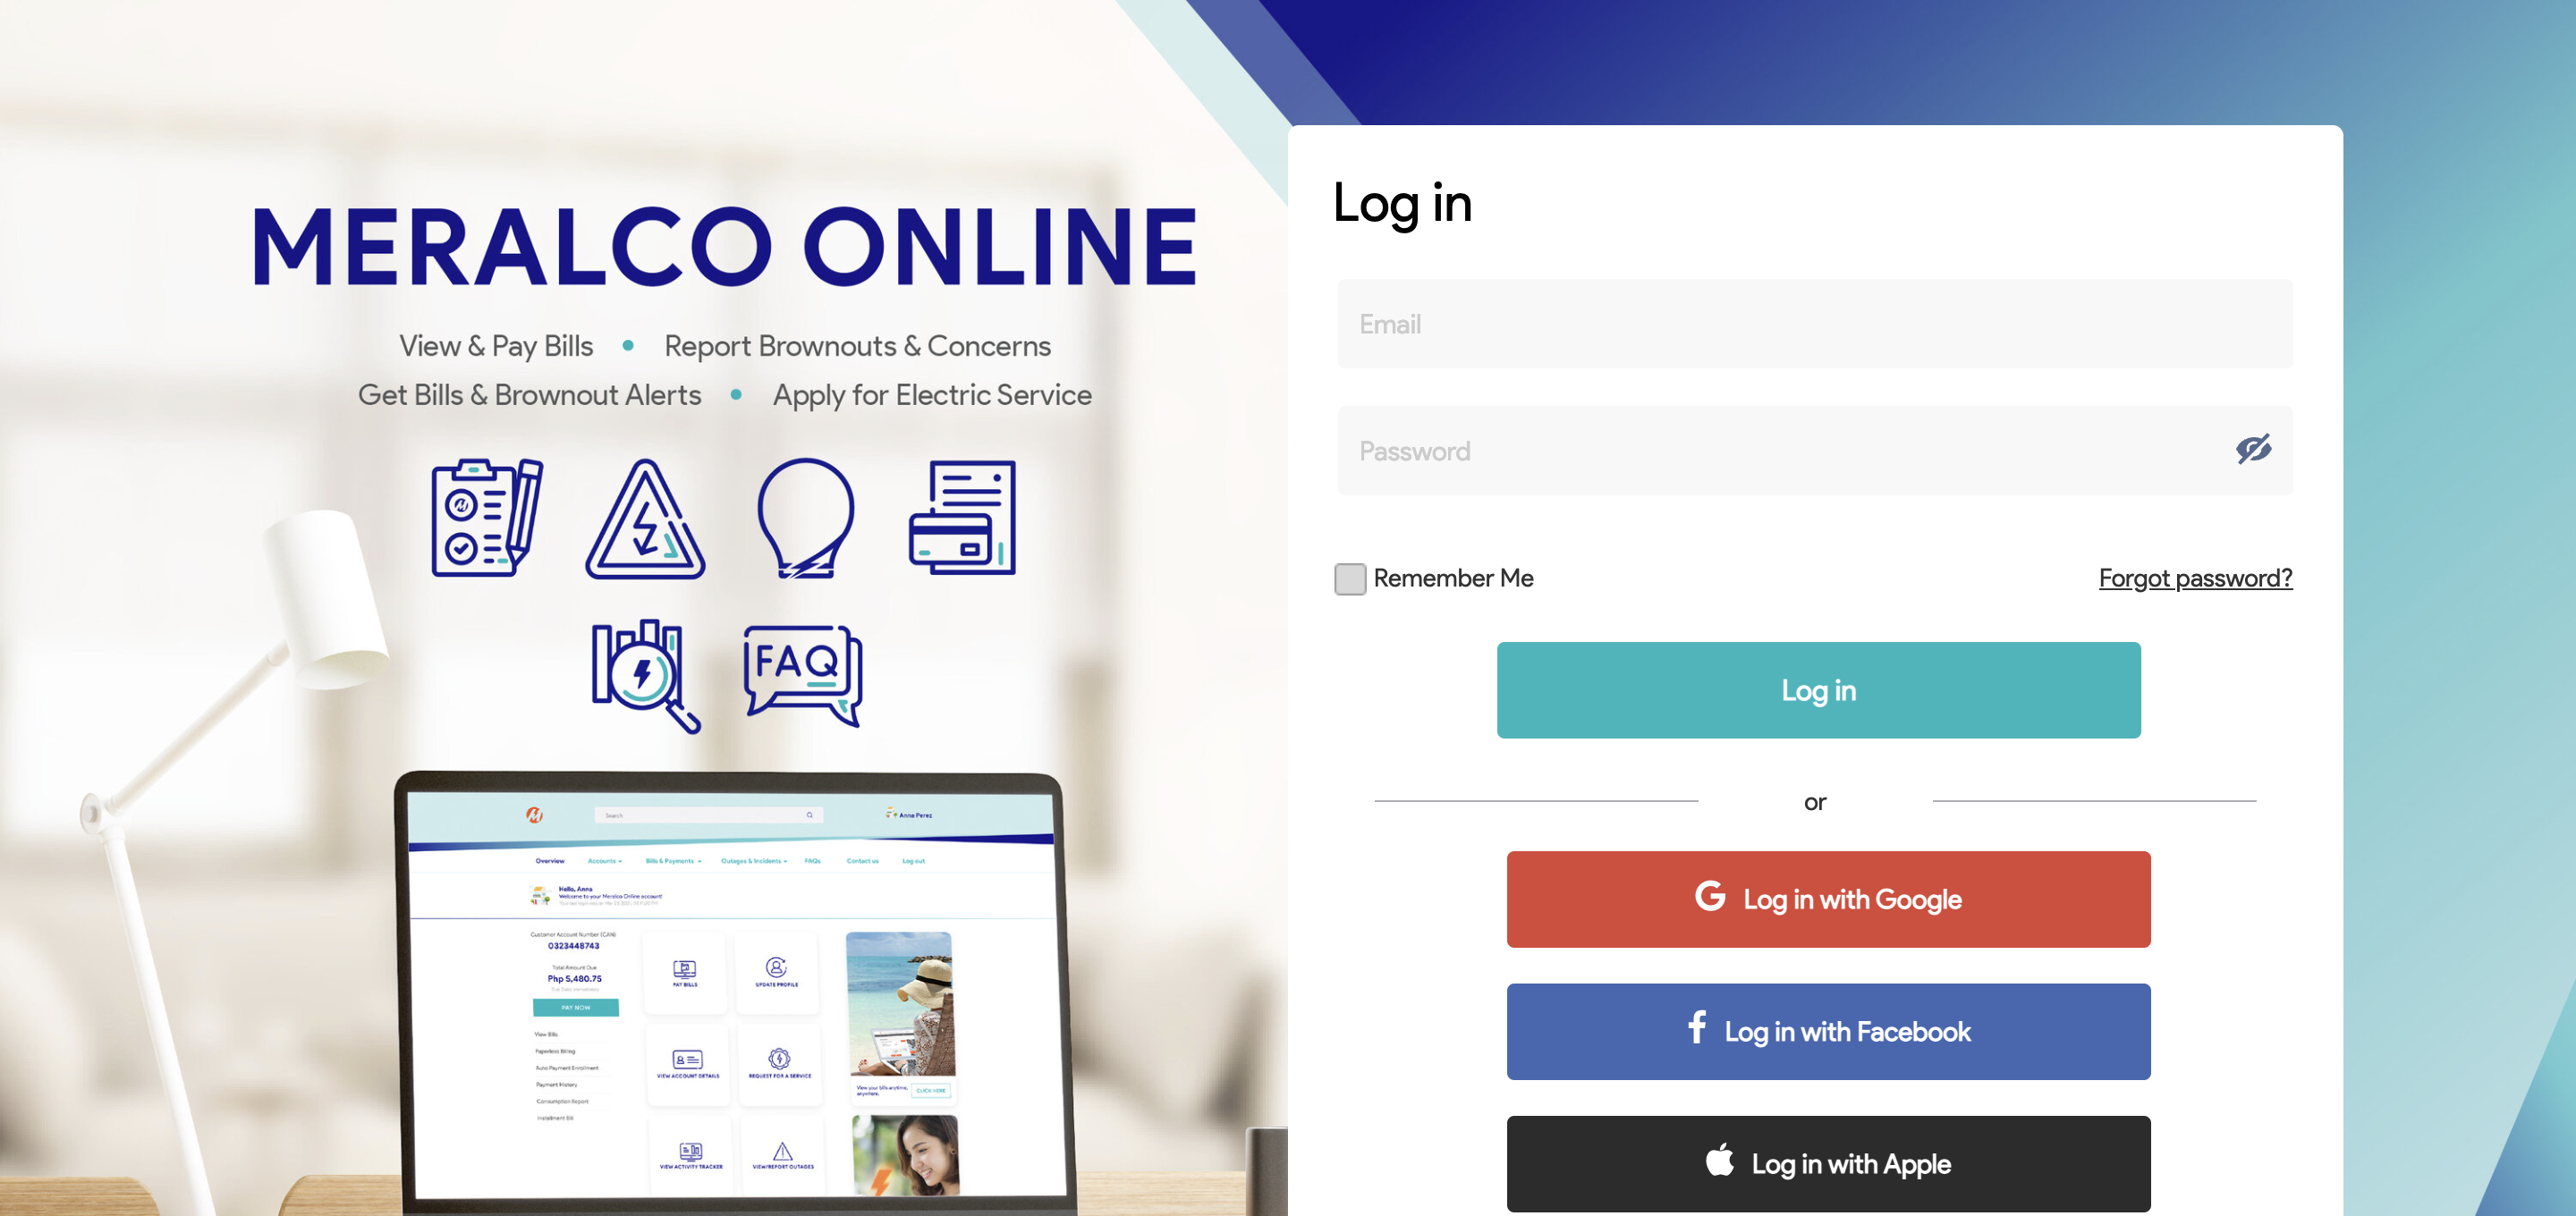 MERALCO ONLINE
View & Pay Bills • Report Brownouts & Concerns
Get Bills & Brownout Alerts • Apply for Electric Service
FAQ
Search
Anna Perez
Overview Accounts Bills & Payments Outages & Incidents FAQs Contact us Log out
Hello, Anna
Welcome to your Meralco Online account!
Customer Account Number (CAN)
0323448743
Total Amount Due
Php 5,480.75
PAY NOW
View Bills
Paperless Billing
Auto Payment Enrollment
Payment History
Consumption Report
Installment Bill
PAY BILLS
UPDATE PROFILE
VIEW ACCOUNT DETAILS
REQUEST FOR A SERVICE
VIEW ACTIVITY TRACKER
VIEW/REPORT OUTAGES
View your bills anytime,
anywhere.
CLICK HERE
Log in
Email
Password
Remember Me
Forgot password?
Log in
or
Log in with Google
Log in with Facebook
Log in with Apple